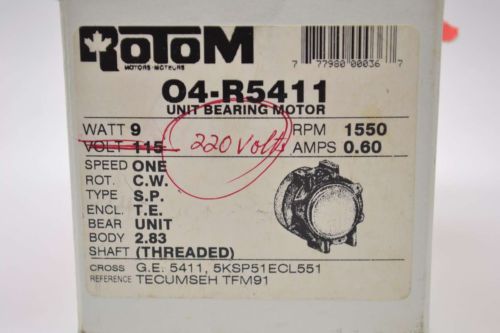 ROTOM
MOTORS-MOTEURS
7 77980 00036 7
O4-R5411
UNIT BEARING MOTOR
WATT 9 RPM 1550
VOLT 115 220 Volts AMPS 0.60
SPEED ONE
ROT. C.W.
TYPE S.P.
ENCL. T.E.
BEAR UNIT
BODY 2.83
SHAFT (THREADED)
CROSS G.E. 5411, 5KSP51ECL551
REFERENCE TECUMSEH TFM91